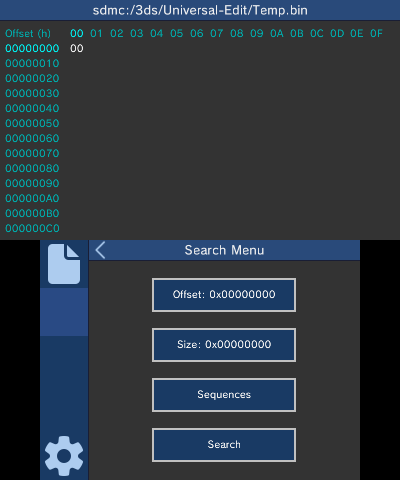 sdmc:/3ds/Universal-Edit/Temp.bin
Offset (h) 00 01 02 03 04 05 06 07 08 09 0A 0B 0C 0D 0E 0F
00000000 00
00000010
00000020
00000030
00000040
00000050
00000060
00000070
00000080
00000090
000000A0
000000B0
000000C0
Search Menu
Offset: 0x00000000
Size: 0x00000000
Sequences
Search